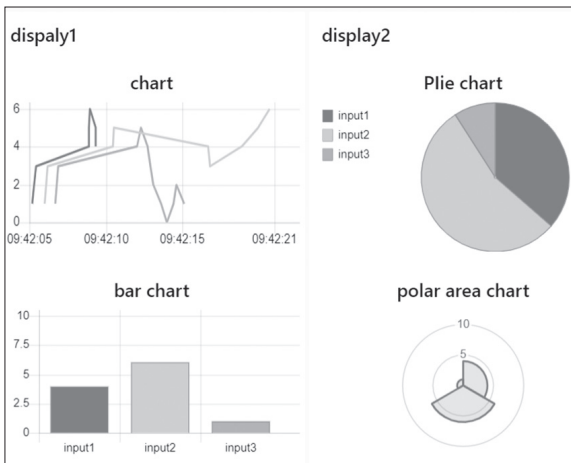 dispaly1
chart
6
4
2
0
09:42:05 09:42:10 09:42:15 09:42:21
bar chart
10
7.5
5
2.5
0
input1 input2 input3
display2
Plie chart
input1
input2
input3
polar area chart
10
5